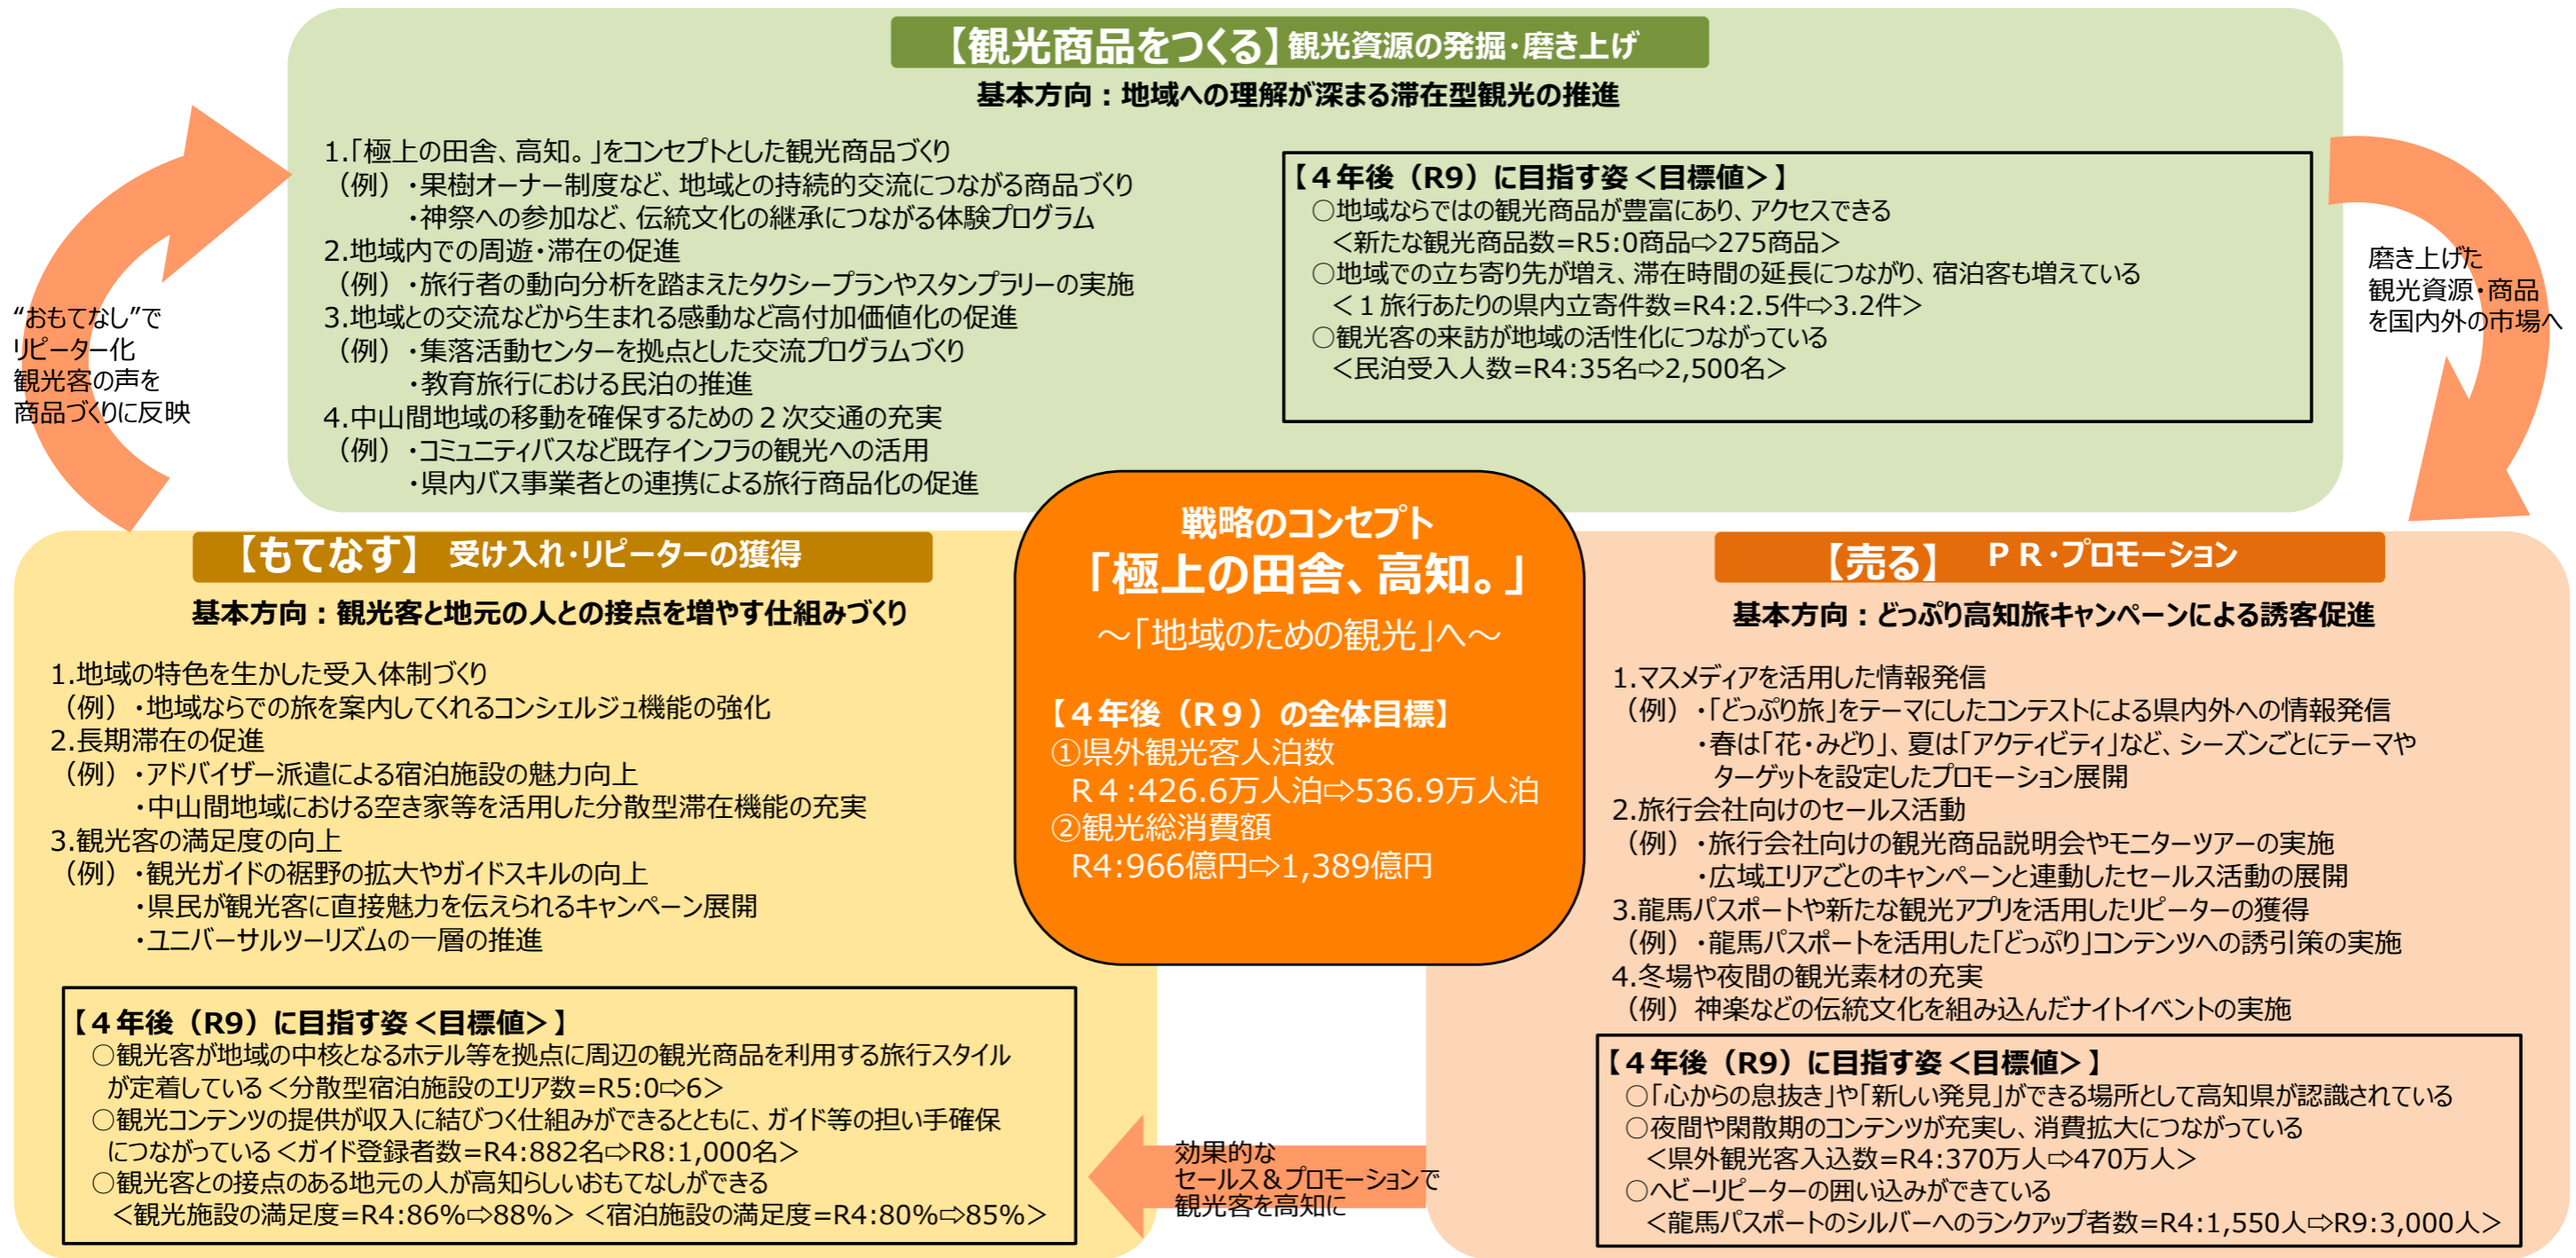 【観光商品をつくる】観光資源の発掘・磨き上げ
基本方向：地域への理解が深まる滞在型観光の推進
1.「極上の田舎、高知。」をコンセプトとした観光商品づくり
（例）・果樹オーナー制度など、地域との持続的交流につながる商品づくり
・神祭への参加など、伝統文化の継承につながる体験プログラム
2.地域内での周遊・滞在の促進
（例）・旅行者の動向分析を踏まえたタクシープランやスタンプラリーの実施
3.地域との交流などから生まれる感動など高付加価値化の促進
（例）・集落活動センターを拠点とした交流プログラムづくり
・教育旅行における民泊の推進
4.中山間地域の移動を確保するための２次交通の充実
（例）・コミュニティバスなど既存インフラの観光への活用
・県内バス事業者との連携による旅行商品化の促進
【４年後（R9）に目指す姿＜目標値＞】
○地域ならではの観光商品が豊富にあり、アクセスできる
＜新たな観光商品数=R5:0商品⇨275商品＞
○地域での立ち寄り先が増え、滞在時間の延長につながり、宿泊客も増えている
＜１旅行あたりの県内立寄件数=R4:2.5件⇨3.2件＞
○観光客の来訪が地域の活性化につながっている
＜民泊受入人数=R4:35名⇨2,500名＞
磨き上げた
観光資源・商品
を国内外の市場へ
“おもてなし”で
リピーター化
観光客の声を
商品づくりに反映
戦略のコンセプト
「極上の田舎、高知。」
～「地域のための観光」へ～
【４年後（R９）の全体目標】
①県外観光客人泊数
R４:426.6万人泊⇨536.9万人泊
②観光総消費額
R4:966億円⇨1,389億円
【売る】　ＰＲ・プロモーション
基本方向：どっぷり高知旅キャンペーンによる誘客促進
1.マスメディアを活用した情報発信
（例）・「どっぷり旅」をテーマにしたコンテストによる県内外への情報発信
・春は「花・みどり」、夏は「アクティビティ」など、シーズンごとにテーマや
ターゲットを設定したプロモーション展開
2.旅行会社向けのセールス活動
（例）・旅行会社向けの観光商品説明会やモニターツアーの実施
・広域エリアごとのキャンペーンと連動したセールス活動の展開
3.龍馬パスポートや新たな観光アプリを活用したリピーターの獲得
（例）・龍馬パスポートを活用した「どっぷり」コンテンツへの誘引策の実施
4.冬場や夜間の観光素材の充実
（例）神楽などの伝統文化を組み込んだナイトイベントの実施
【４年後（R9）に目指す姿＜目標値＞】
○「心からの息抜き」や「新しい発見」ができる場所として高知県が認識されている
○夜間や閑散期のコンテンツが充実し、消費拡大につながっている
＜県外観光客入込数=R4:370万人⇨470万人＞
○ヘビーリピーターの囲い込みができている
＜龍馬パスポートのシルバーへのランクアップ者数=R4:1,550人⇨R9:3,000人＞
効果的な
セールス＆プロモーションで
観光客を高知に
【もてなす】　受け入れ・リピーターの獲得
基本方向：観光客と地元の人との接点を増やす仕組みづくり
1.地域の特色を生かした受入体制づくり
（例）・地域ならでの旅を案内してくれるコンシェルジュ機能の強化
2.長期滞在の促進
（例）・アドバイザー派遣による宿泊施設の魅力向上
・中山間地域における空き家等を活用した分散型滞在機能の充実
3.観光客の満足度の向上
（例）・観光ガイドの裾野の拡大やガイドスキルの向上
・県民が観光客に直接魅力を伝えられるキャンペーン展開
・ユニバーサルツーリズムの一層の推進
【４年後（R9）に目指す姿＜目標値＞】
○観光客が地域の中核となるホテル等を拠点に周辺の観光商品を利用する旅行スタイル
が定着している＜分散型宿泊施設のエリア数=R5:0⇨6＞
○観光コンテンツの提供が収入に結びつく仕組みができるとともに、ガイド等の担い手確保
につながっている＜ガイド登録者数=R4:882名⇨R8:1,000名＞
○観光客との接点のある地元の人が高知らしいおもてなしができる
＜観光施設の満足度=R4:86%⇨88%＞＜宿泊施設の満足度=R4:80%⇨85%＞